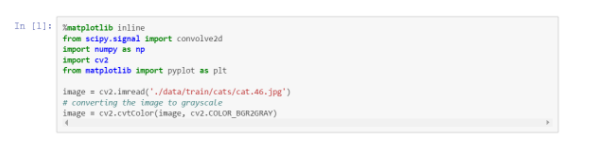 In [1]:
%matplotlib inline
from scipy.signal import convolve2d
import numpy as np
import cv2
from matplotlib import pyplot as plt
image = cv2.imread('./data/train/cats/cat.46.jpg')
# converting the image to grayscale
image = cv2.cvtColor(image, cv2.COLOR_BGR2GRAY)